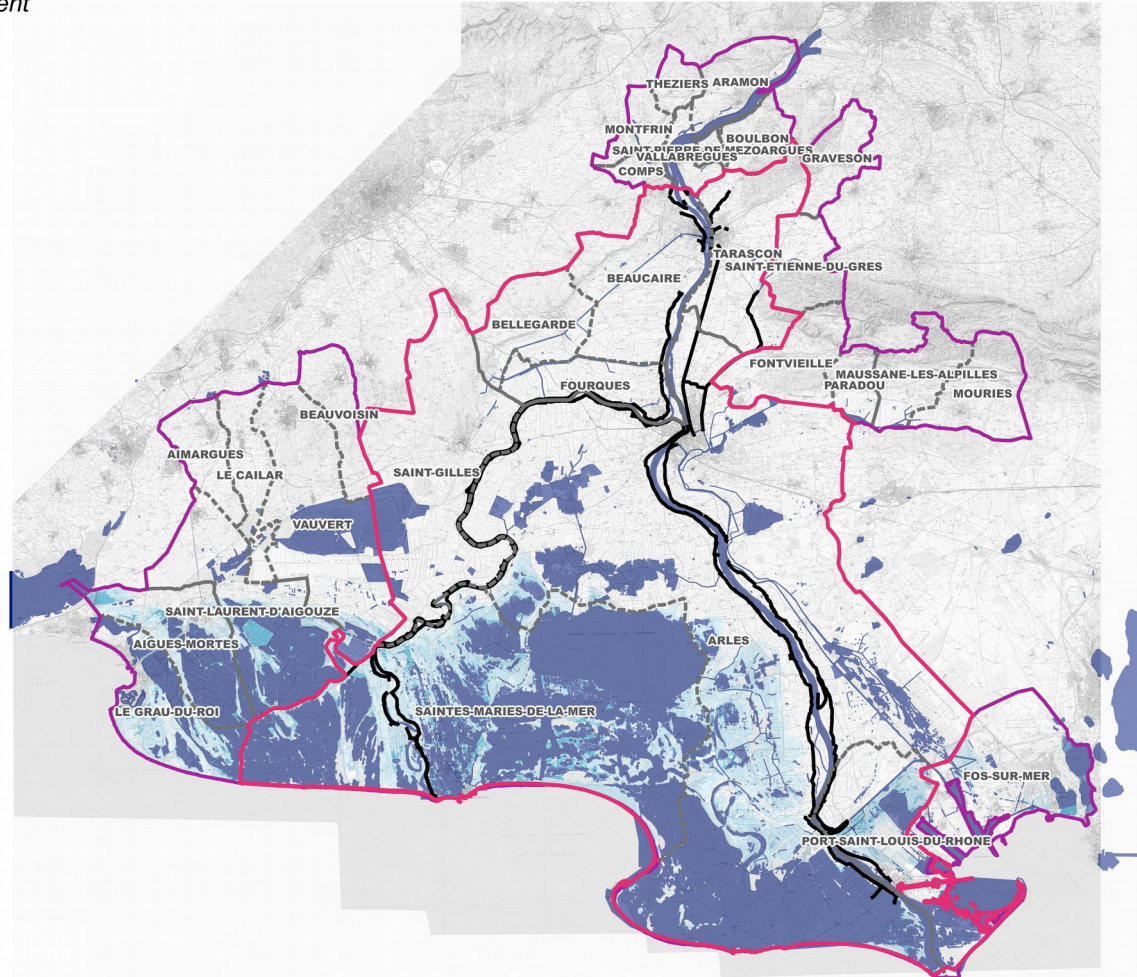 ent
THEZIERS
ARAMON
MONTFRIN
BOULBON
SAINT-PIERRE-DE-MEZOARGUES
VALLABREGUES
GRAVESON
COMPS
TARASCON
SAINT-ETIENNE-DU-GRES
BEAUCAIRE
BELLEGARDE
FONTVIEILLE
MAUSSANE-LES-ALPILLES
FOURQUES
PARADOU
MOURIES
BEAUVOISIN
AIMARGUES
SAINT-GILLES
LE CAILAR
VAUVERT
SAINT-LAURENT-D'AIGOUZE
AIGUES-MORTES
ARLES
LE GRAU-DU-ROI
SAINTES-MARIES-DE-LA-MER
FOS-SUR-MER
PORT-SAINT-LOUIS-DU-RHONE